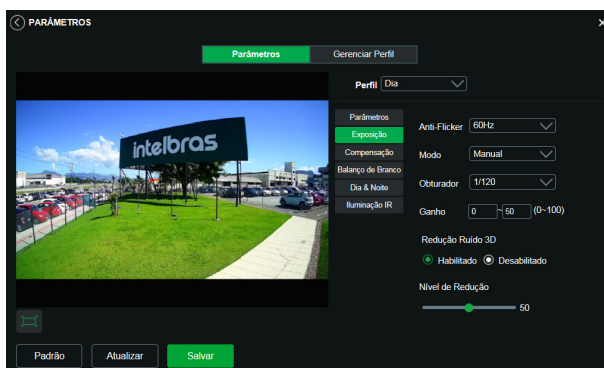 PARÂMETROS
Parâmetros
Gerenciar Perfil
Perfil Dia
intelbras
Parâmetros
Exposição
Compensação
Balanço de Branco
Dia & Noite
Iluminação IR
Anti-Flicker 60Hz
Modo Manual
Obturador 1/120
Ganho 0 ~ 50 (0~100)
Redução Ruído 3D
Habilitado Desabilitado
Nível de Redução
50
Padrão Atualizar Salvar